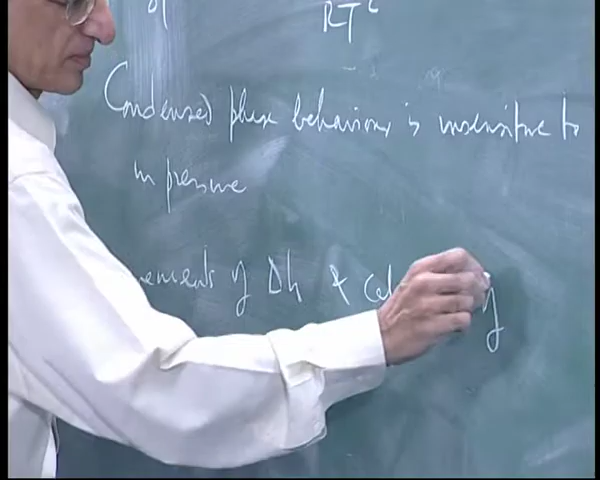 RT²
Condensed phase behaviour is insensitive to
in pressure
ements of Δh & Cal